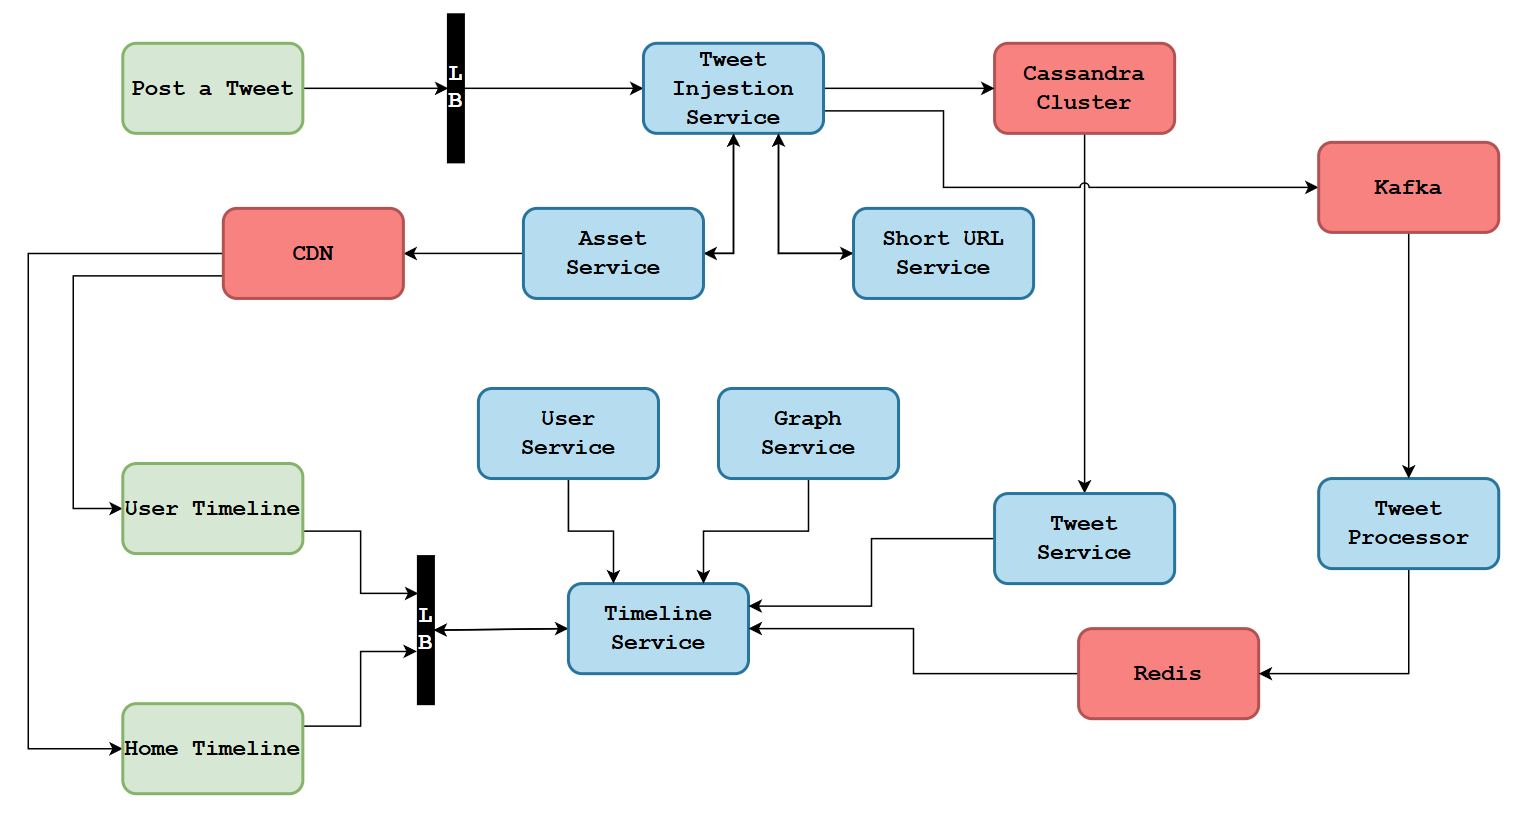 Post a Tweet
L
B
Tweet
Injestion
Service
Cassandra
Cluster
Kafka
CDN
Asset
Service
Short URL
Service
User
Service
Graph
Service
User Timeline
Tweet
Service
Tweet
Processor
L
B
Timeline
Service
Redis
Home Timeline